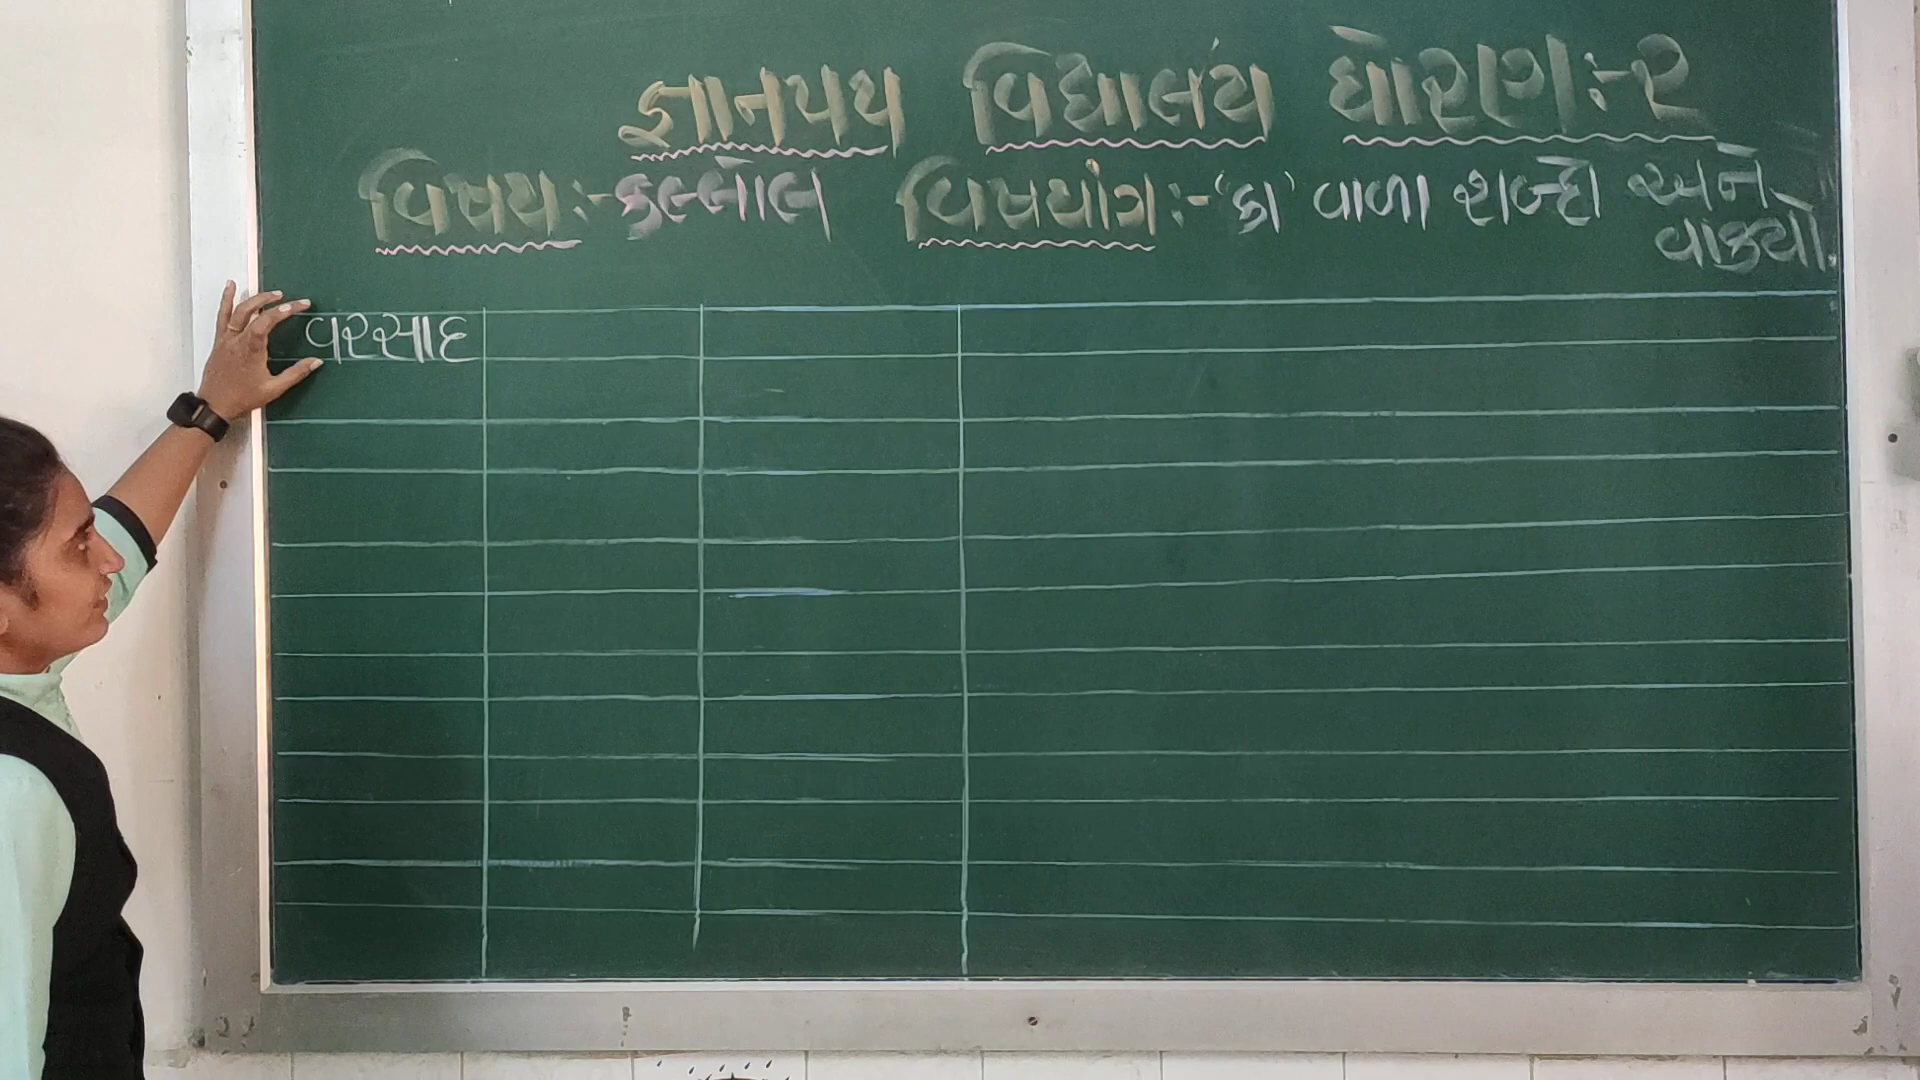 જ્ઞાનપથ વિદ્યાલય ધોરણ:-૨
વિષય:-કલ્લોલ વિષયાંગ:-'કા' વાળા શબ્દો અને
વાક્યો.
વરસાદ